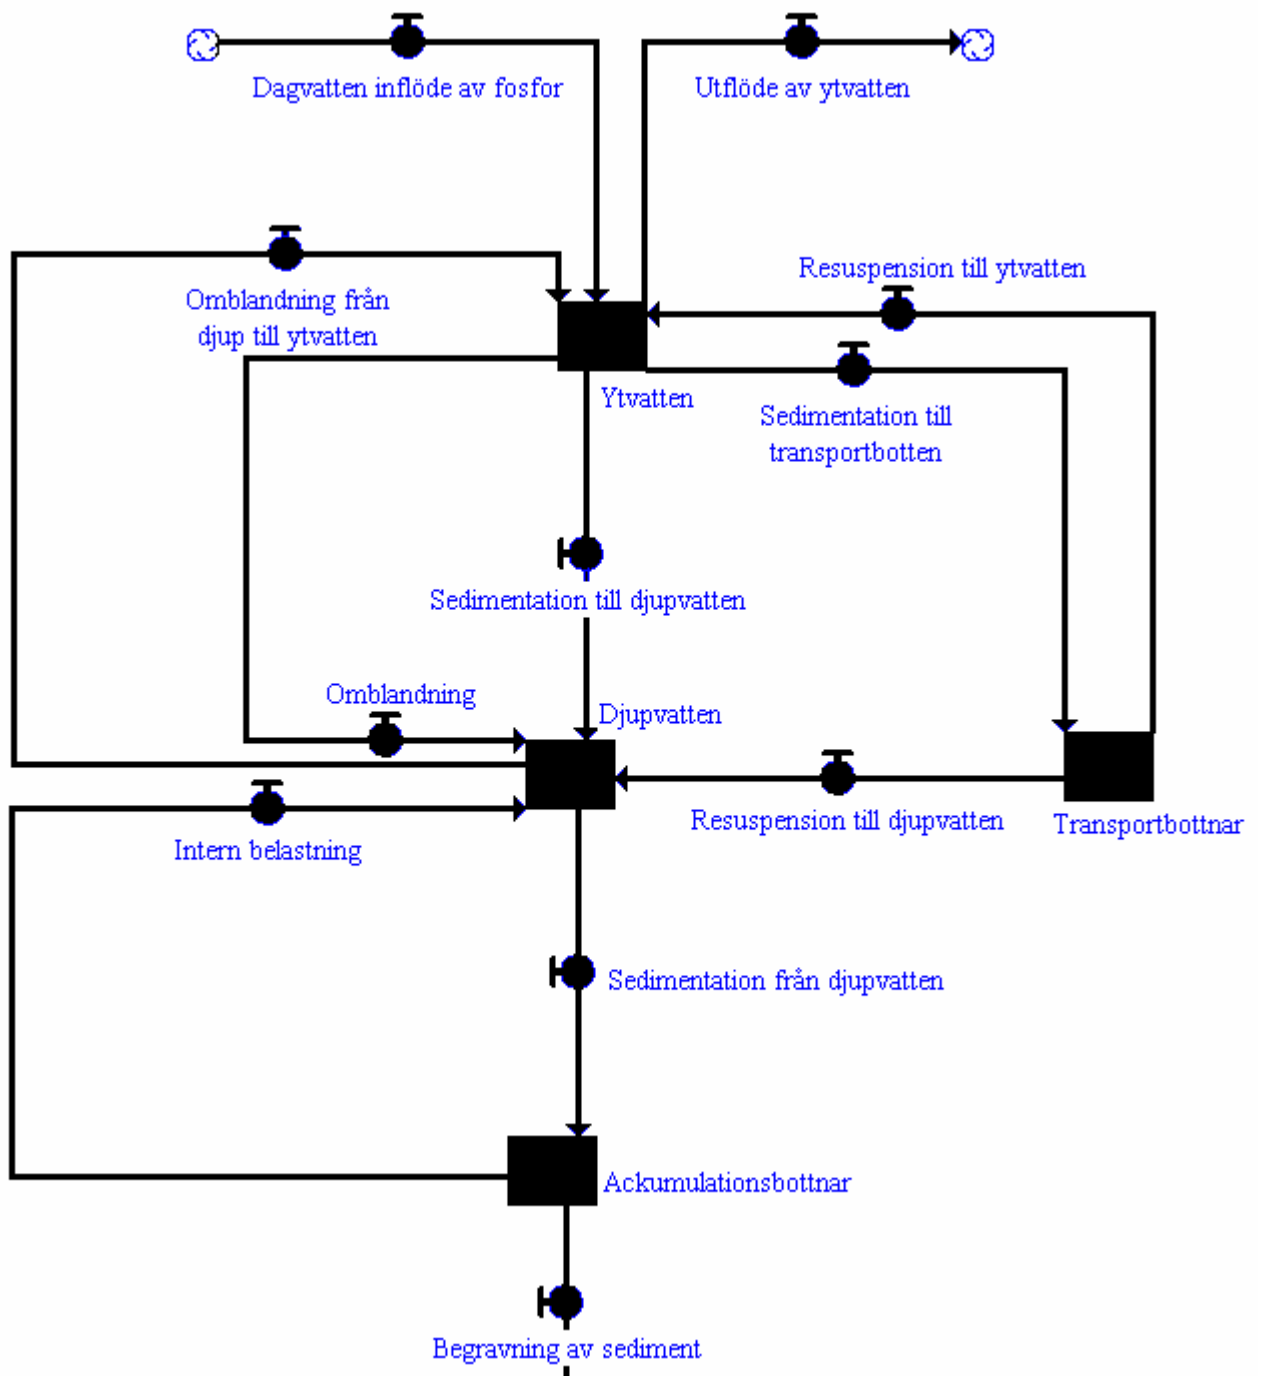 Dagvatten inflöde av fosfor
Utflöde av ytvatten
Resuspension till ytvatten
Omblandning från
djup till ytvatten
Ytvatten
Sedimentation till
transportbotten
Sedimentation till djupvatten
Omblandning
Djupvatten
Resuspension till djupvatten
Transportbottnar
Intern belastning
Sedimentation från djupvatten
Ackumulationsbottnar
Begravning av sediment